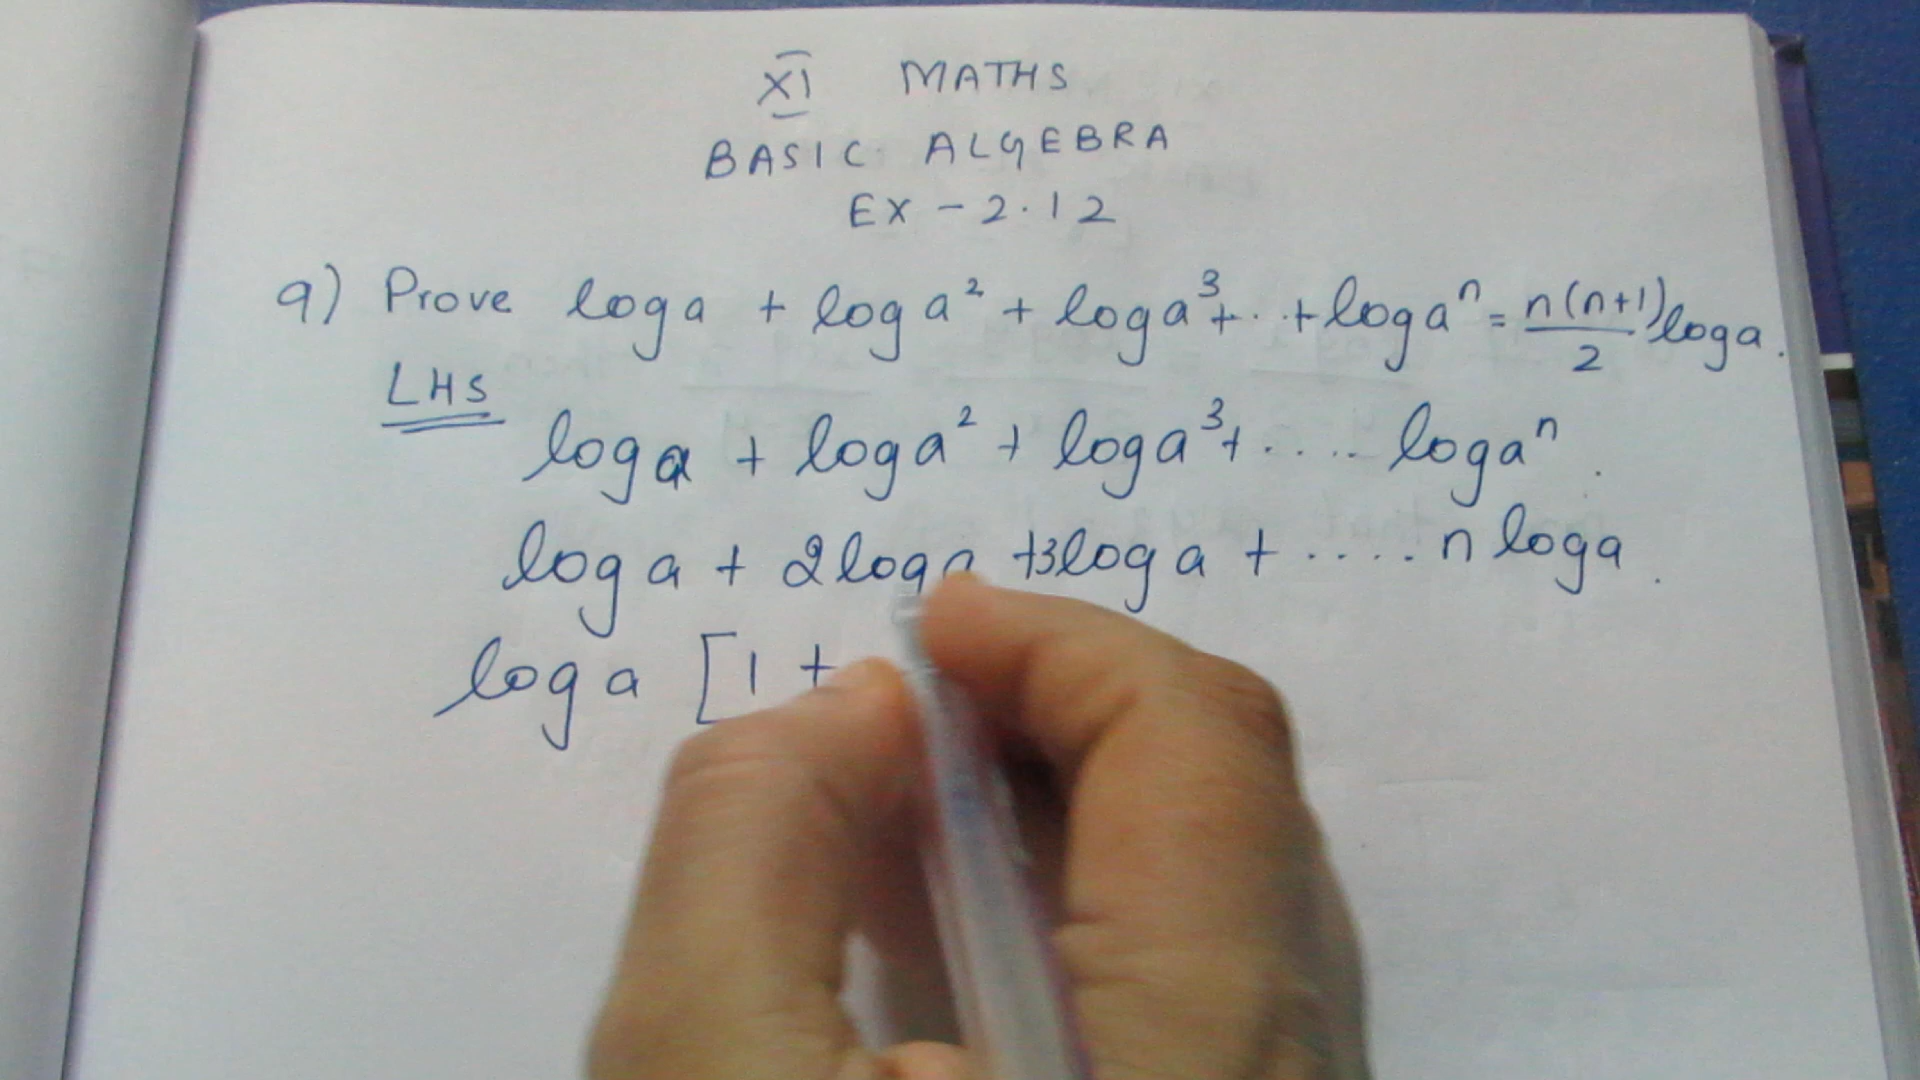 XI MATHS
BASIC ALGEBRA
EX - 2.12
9) Prove log a + log a² + log a³ + .. + log aⁿ = n(n+1)/2 log a.
LHS
log a + log a² + log a³ + .... log aⁿ.
log a + 2 log a + 3 log a + .... n log a.
log a [1 +